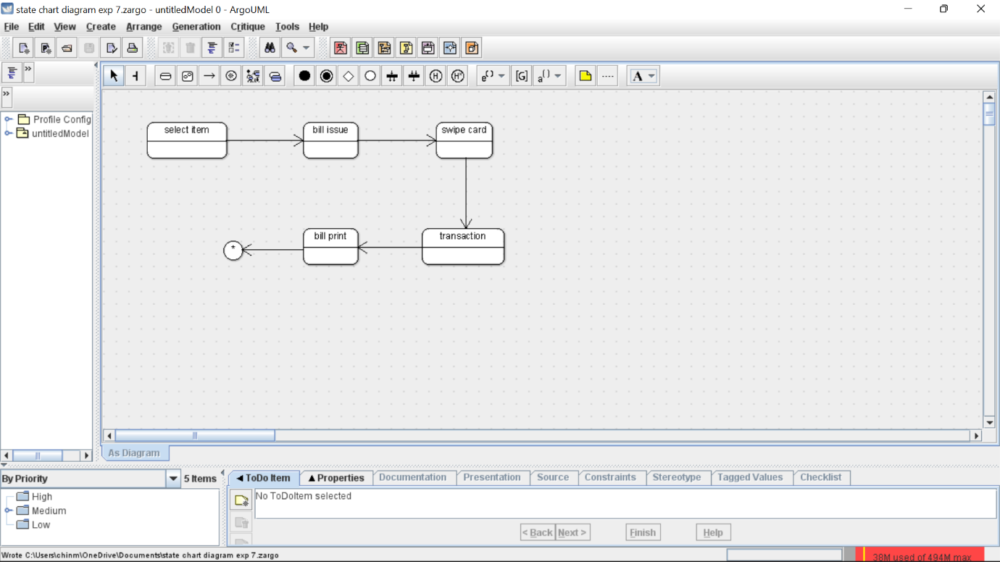 state chart diagram exp 7.zargo - untitledModel 0 - ArgoUML
File Edit View Create Arrange Generation Critique Tools Help
» H H* e() [G] a() A
»
Profile Config
untitledModel
select item bill issue swipe card
bill print transaction
*
As Diagram
By Priority 5 Items ToDo Item Properties Documentation Presentation Source Constraints Stereotype Tagged Values Checklist
High No ToDoItem selected
Medium
Low
< Back Next > Finish Help
Wrote C:\Users\chinm\OneDrive\Documents\state chart diagram exp 7.zargo 38M used of 494M max